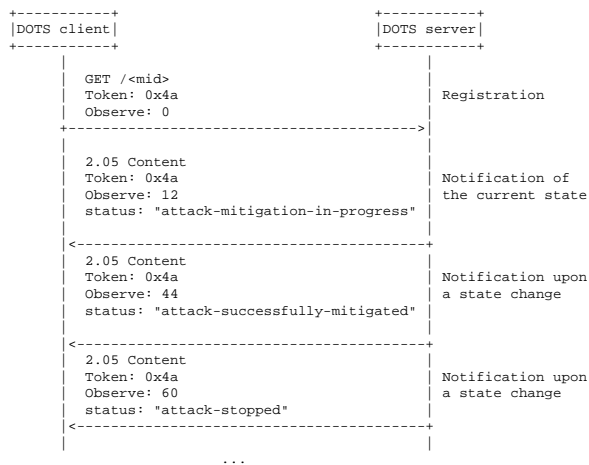 DOTS client DOTS server
GET /<mid>
Token: 0x4a Registration
Observe: 0
2.05 Content
Token: 0x4a Notification of
Observe: 12 the current state
status: "attack-mitigation-in-progress"
2.05 Content
Token: 0x4a Notification upon
Observe: 44 a state change
status: "attack-successfully-mitigated"
2.05 Content
Token: 0x4a Notification upon
Observe: 60 a state change
status: "attack-stopped"
...